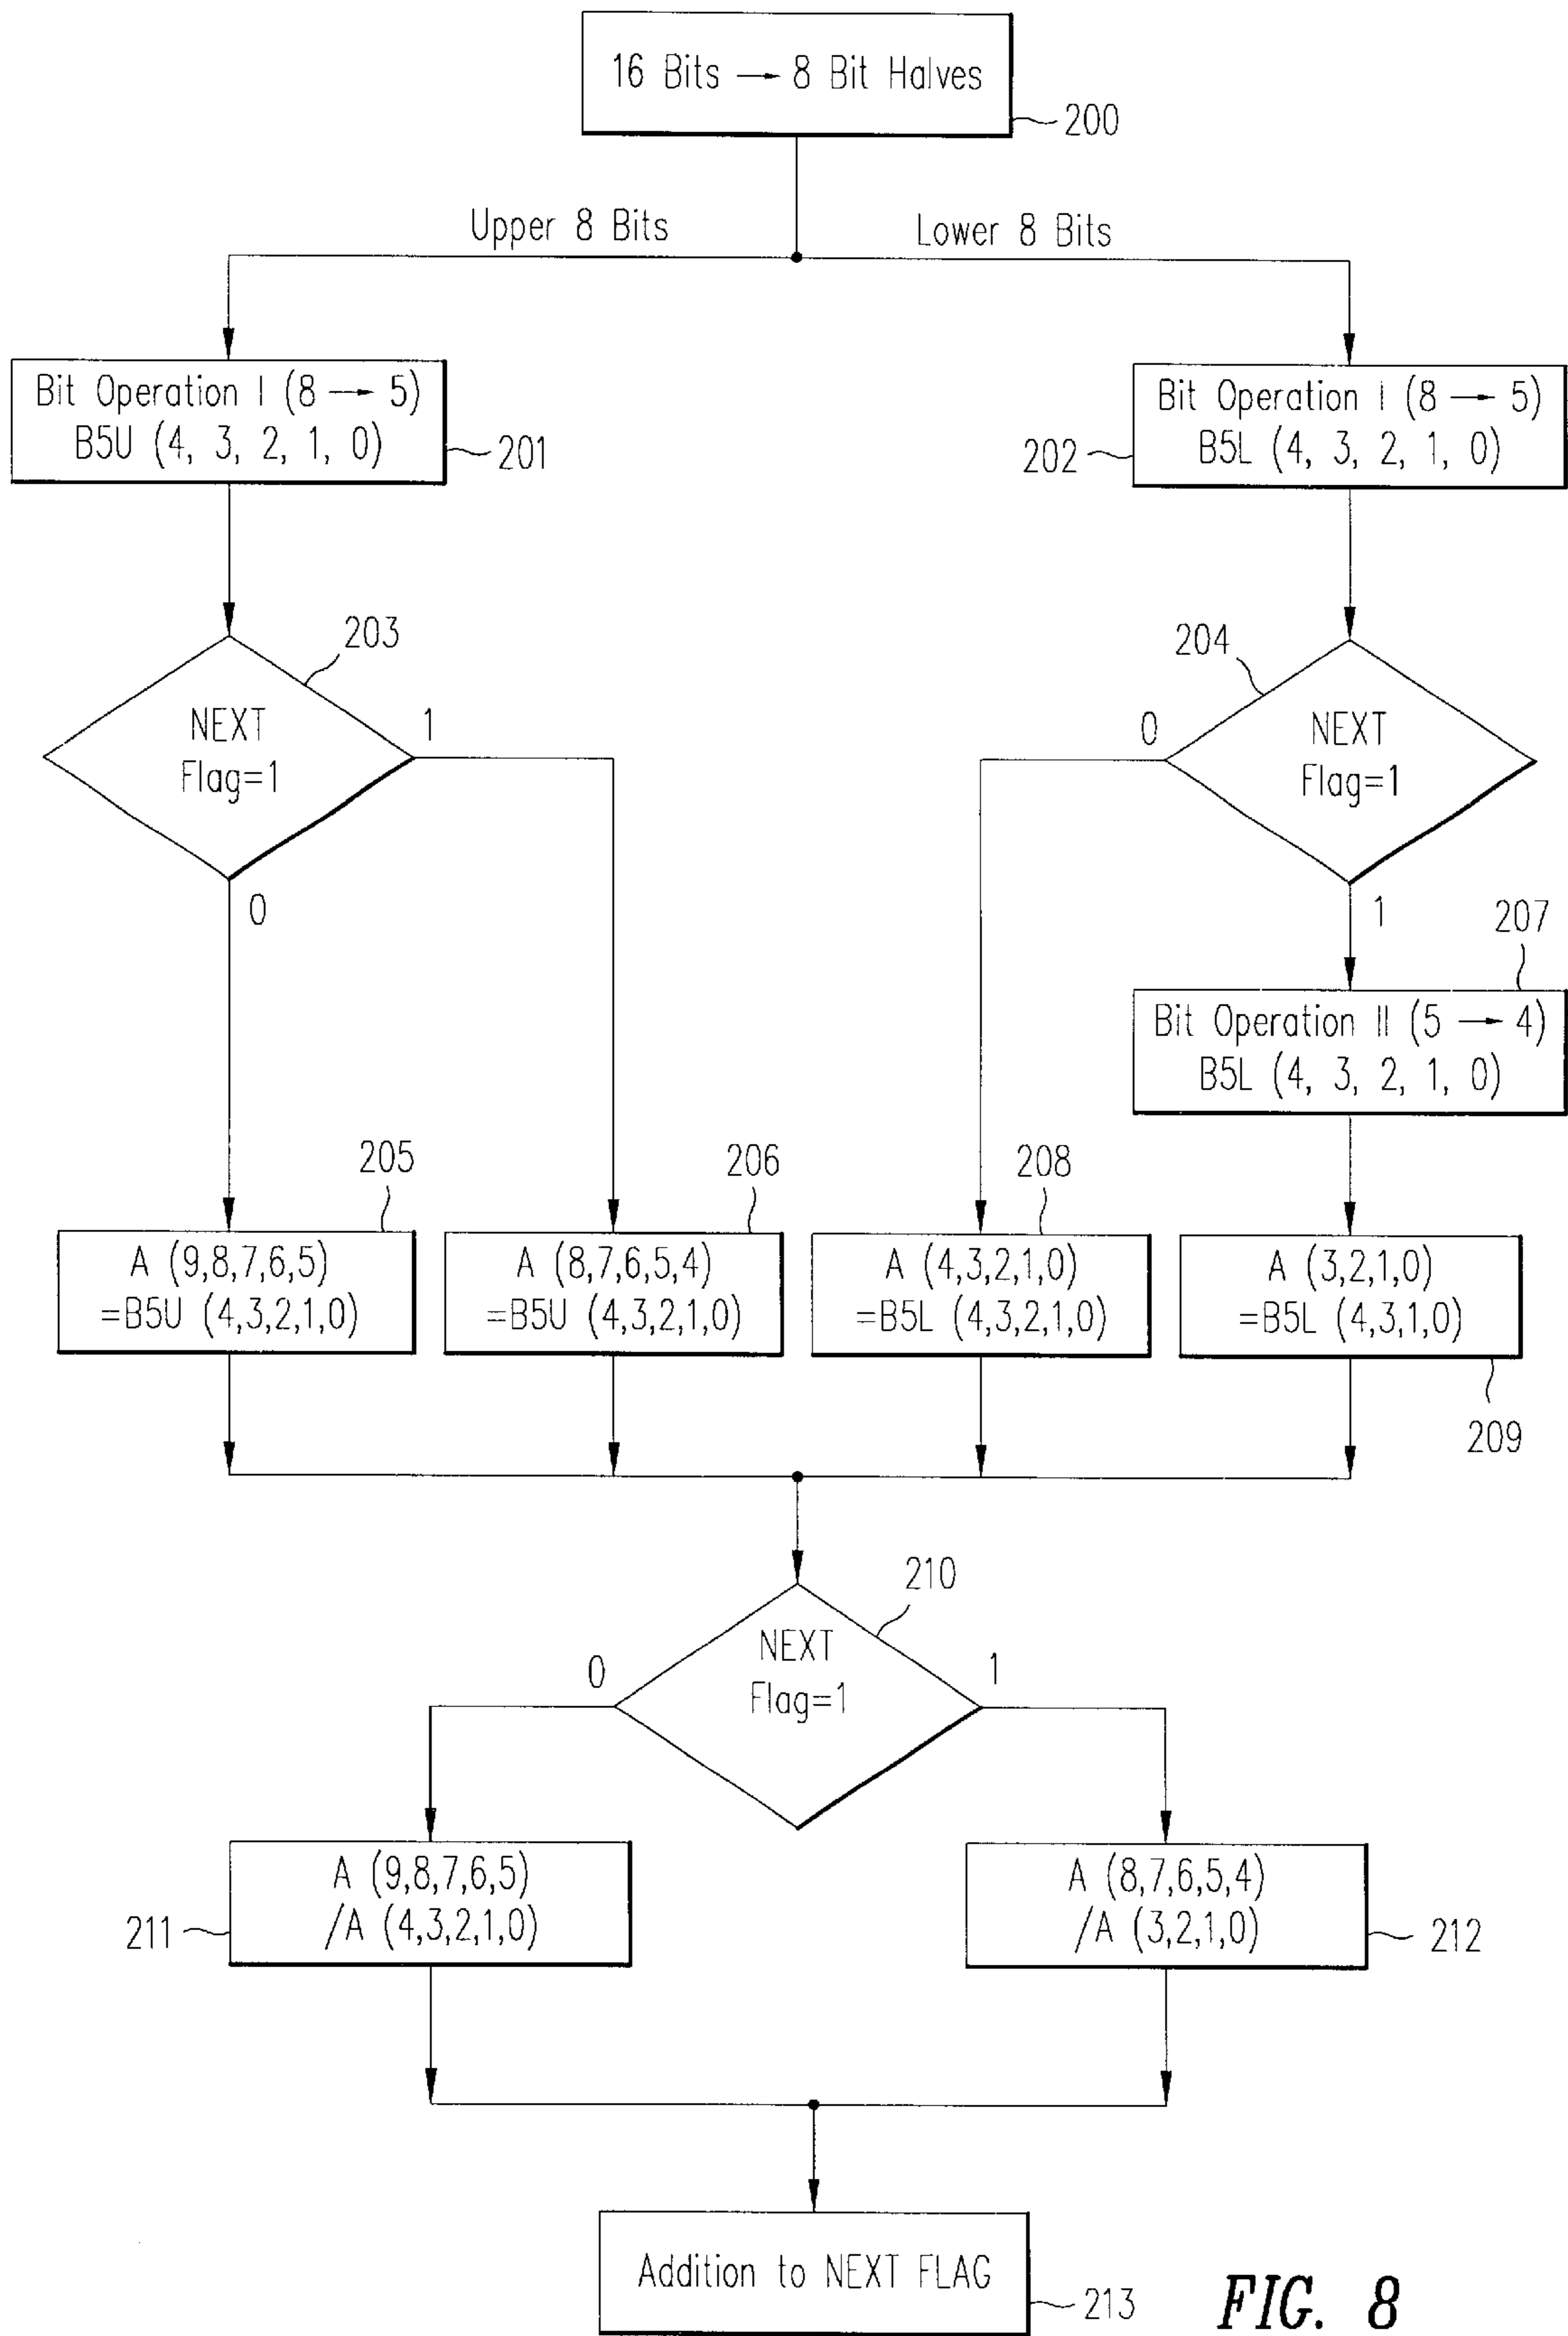 16 Bits → 8 Bit Halves
200
Upper 8 Bits
Lower 8 Bits
Bit Operation I (8 → 5)
B5U (4, 3, 2, 1, 0)
201
Bit Operation I (8 → 5)
B5L (4, 3, 2, 1, 0)
202
203
NEXT
Flag=1
1
0
204
NEXT
Flag=1
0
1
207
Bit Operation II (5 → 4)
B5L (4, 3, 2, 1, 0)
205
A (9,8,7,6,5)
=B5U (4,3,2,1,0)
206
A (8,7,6,5,4)
=B5U (4,3,2,1,0)
208
A (4,3,2,1,0)
=B5L (4,3,2,1,0)
A (3,2,1,0)
=B5L (4,3,1,0)
209
210
NEXT
Flag=1
0
1
A (9,8,7,6,5)
/A (4,3,2,1,0)
211
A (8,7,6,5,4)
/A (3,2,1,0)
212
Addition to NEXT FLAG
213
FIG. 8